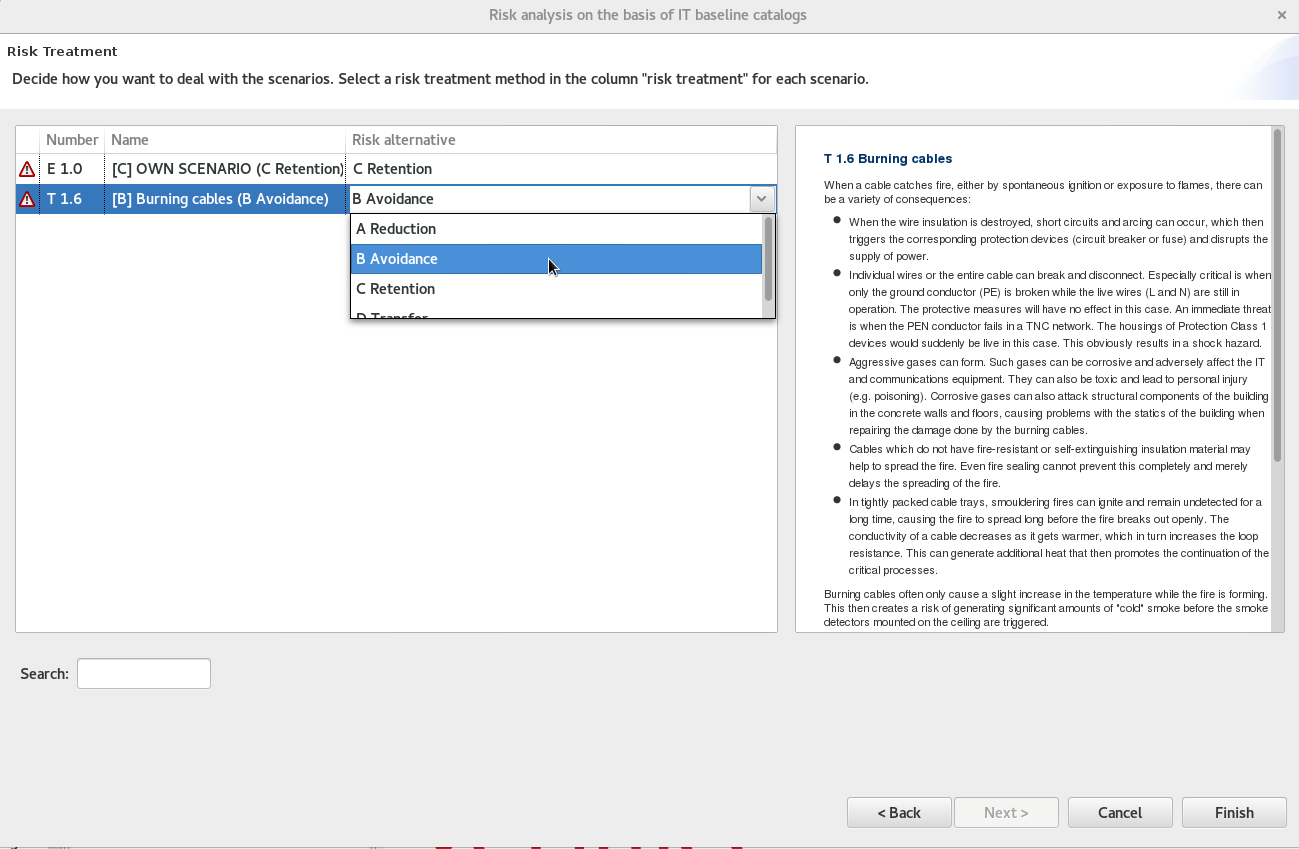 Risk analysis on the basis of IT baseline catalogs
Risk Treatment
Decide how you want to deal with the scenarios. Select a risk treatment method in the column "risk treatment" for each scenario.
Number Name Risk alternative
E 1.0 [C] OWN SCENARIO (C Retention) C Retention
T 1.6 [B] Burning cables (B Avoidance) B Avoidance
A Reduction
B Avoidance
C Retention
D Transfer
T 1.6 Burning cables
When a cable catches fire, either by spontaneous ignition or exposure to flames, there can
be a variety of consequences:
When the wire insulation is destroyed, short circuits and arcing can occur, which then
triggers the corresponding protection devices (circuit breaker or fuse) and disrupts the
supply of power.
Individual wires or the entire cable can break and disconnect. Especially critical is when
only the ground conductor (PE) is broken while the live wires (L and N) are still in
operation. The protective measures will have no effect in this case. An immediate threat
is when the PEN conductor fails in a TNC network. The housings of Protection Class 1
devices would suddenly be live in this case. This obviously results in a shock hazard.
Aggressive gases can form. Such gases can be corrosive and adversely affect the IT
and communications equipment. They can also be toxic and lead to personal injury
(e.g. poisoning). Corrosive gases can also attack structural components of the building
in the concrete walls and floors, causing problems with the statics of the building when
repairing the damage done by the burning cables.
Cables which do not have fire-resistant or self-extinguishing insulation material may
help to spread the fire. Even fire sealing cannot prevent this completely and merely
delays the spreading of the fire.
In tightly packed cable trays, smouldering fires can ignite and remain undetected for a
long time, causing the fire to spread long before the fire breaks out openly. The
conductivity of a cable decreases as it gets warmer, which in turn increases the loop
resistance. This can generate additional heat that then promotes the continuation of the
critical processes.
Burning cables often only cause a slight increase in the temperature while the fire is forming.
This then creates a risk of generating significant amounts of "cold" smoke before the smoke
detectors mounted on the ceiling are triggered.
Search:
< Back Next > Cancel Finish